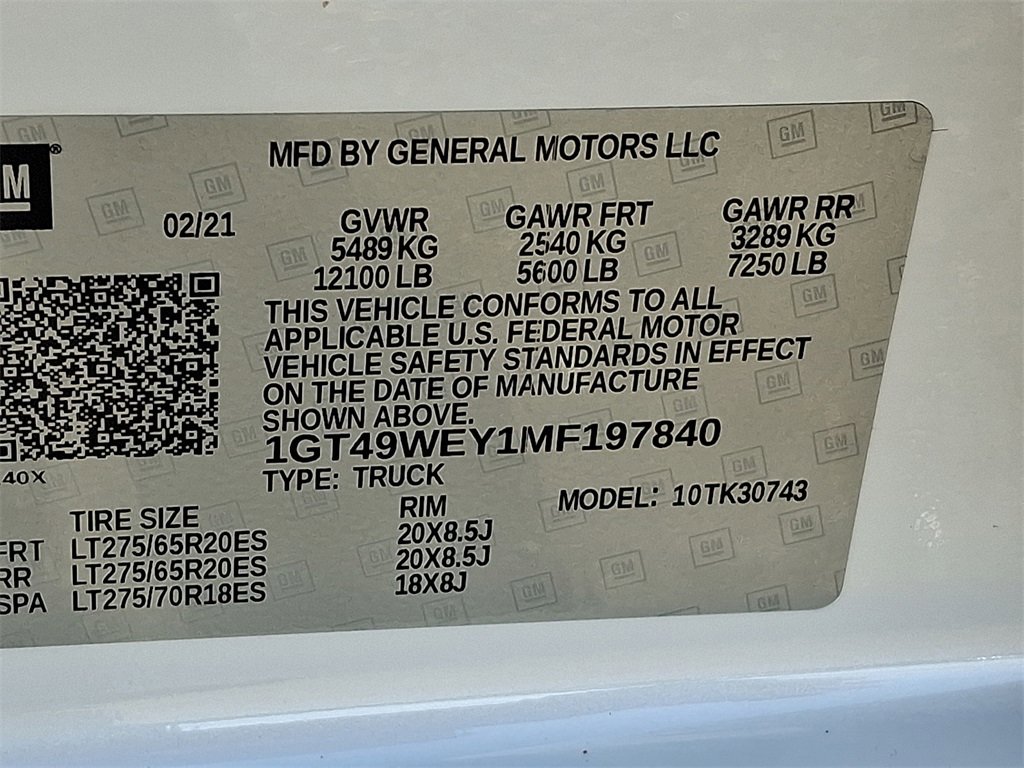 GM
MFD BY GENERAL MOTORS LLC
02/21
GVWR
5489 KG
12100 LB
GAWR FRT
2540 KG
5600 LB
GAWR RR
3289 KG
7250 LB
THIS VEHICLE CONFORMS TO ALL
APPLICABLE U.S. FEDERAL MOTOR
VEHICLE SAFETY STANDARDS IN EFFECT
ON THE DATE OF MANUFACTURE
SHOWN ABOVE.
1GT49WEY1MF197840
40X
TYPE: TRUCK
MODEL: 10TK30743
TIRE SIZE RIM
FRT LT275/65R20ES 20X8.5J
RR LT275/65R20ES 20X8.5J
SPA LT275/70R18ES 18X8J